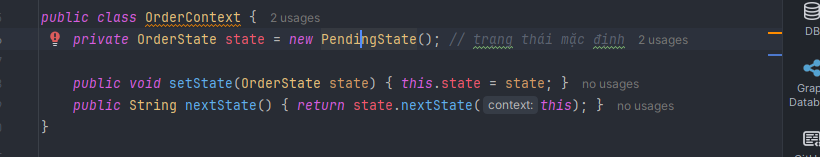 public class OrderContext { 2 usages
private OrderState state = new PendingState(); // trạng thái mặc định 2 usages
public void setState(OrderState state) { this.state = state; } no usages
public String nextState() { return state.nextState( context: this); } no usages
}
DB
Grap
Datab